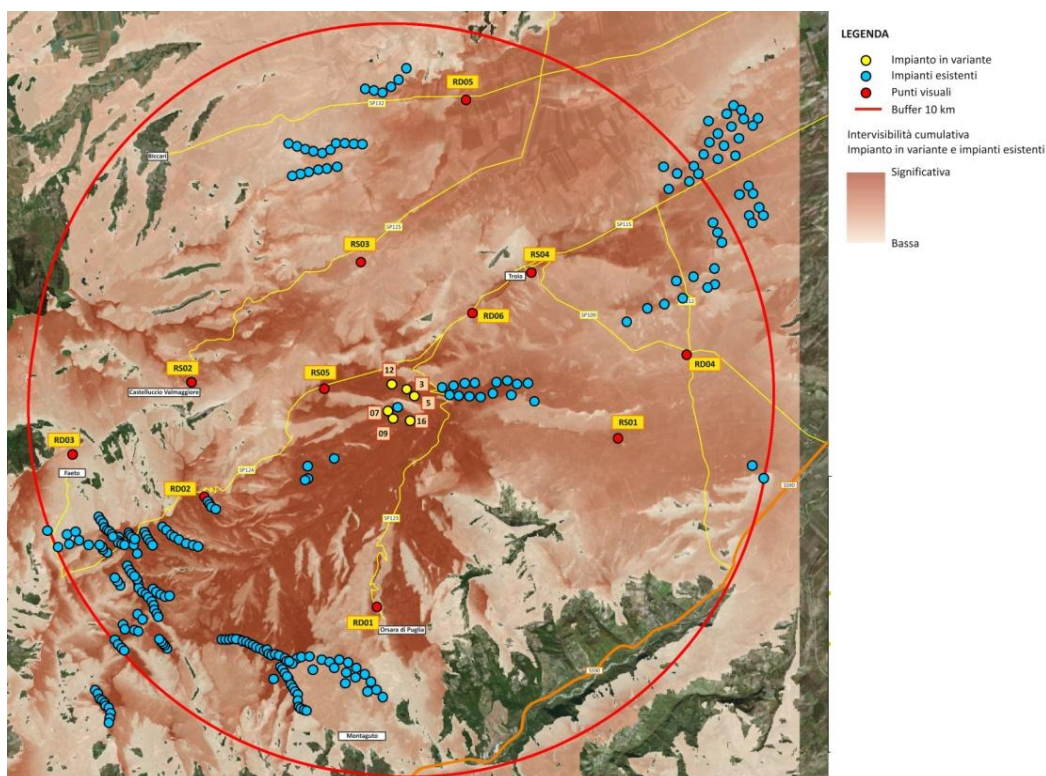 RD05
SP132
Biccari
SP125
RS03
RS04
SP115
Troia
RD06
SP109
RD04
RS02
Castelluccio Valmaggiore
RS05
12
3
5
07
16
09
RS01
RD03
Faeto
SP124
RD02
SP123
RD01
Orsara di Puglia
Montaguto
SS90
SS90
LEGENDA
Impianto in variante
Impianti esistenti
Punti visuali
Buffer 10 km
Intervisibilità cumulativa
Impianto in variante e impianti esistenti
Significativa
Bassa